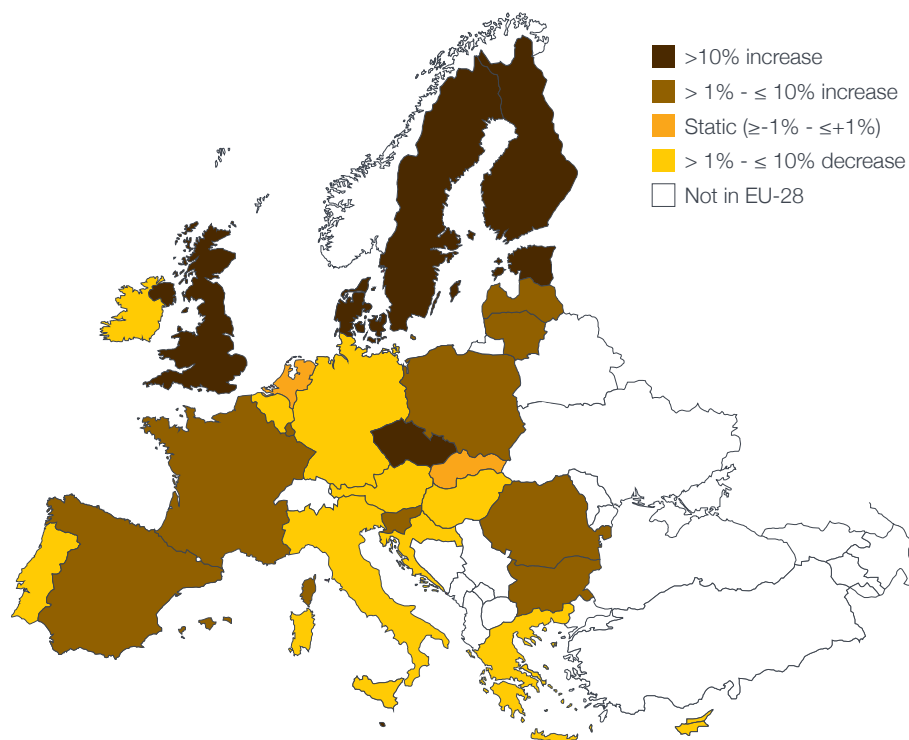 >10% increase
> 1% - ≤ 10% increase
Static (≥-1% - ≤+1%)
> 1% - ≤ 10% decrease
Not in EU-28